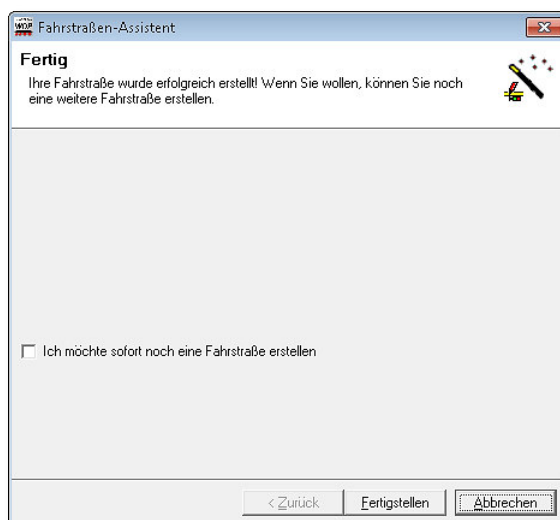 WDP Fahrstraßen-Assistent
Fertig
Ihre Fahrstraße wurde erfolgreich erstellt! Wenn Sie wollen, können Sie noch
eine weitere Fahrstraße erstellen.
Ich möchte sofort noch eine Fahrstraße erstellen
< Zurück Fertigstellen Abbrechen